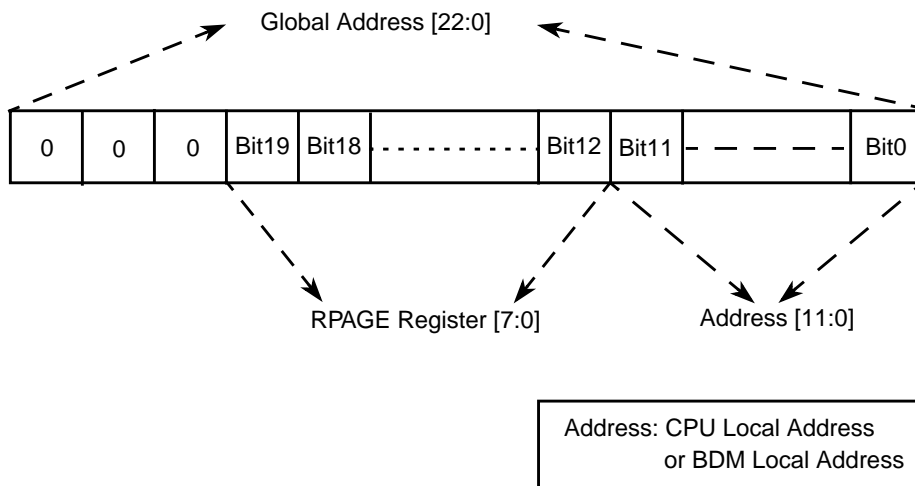 Global Address [22:0]
0 0 0 Bit19 Bit18 Bit12 Bit11 Bit0
RPAGE Register [7:0] Address [11:0]
Address: CPU Local Address
or BDM Local Address